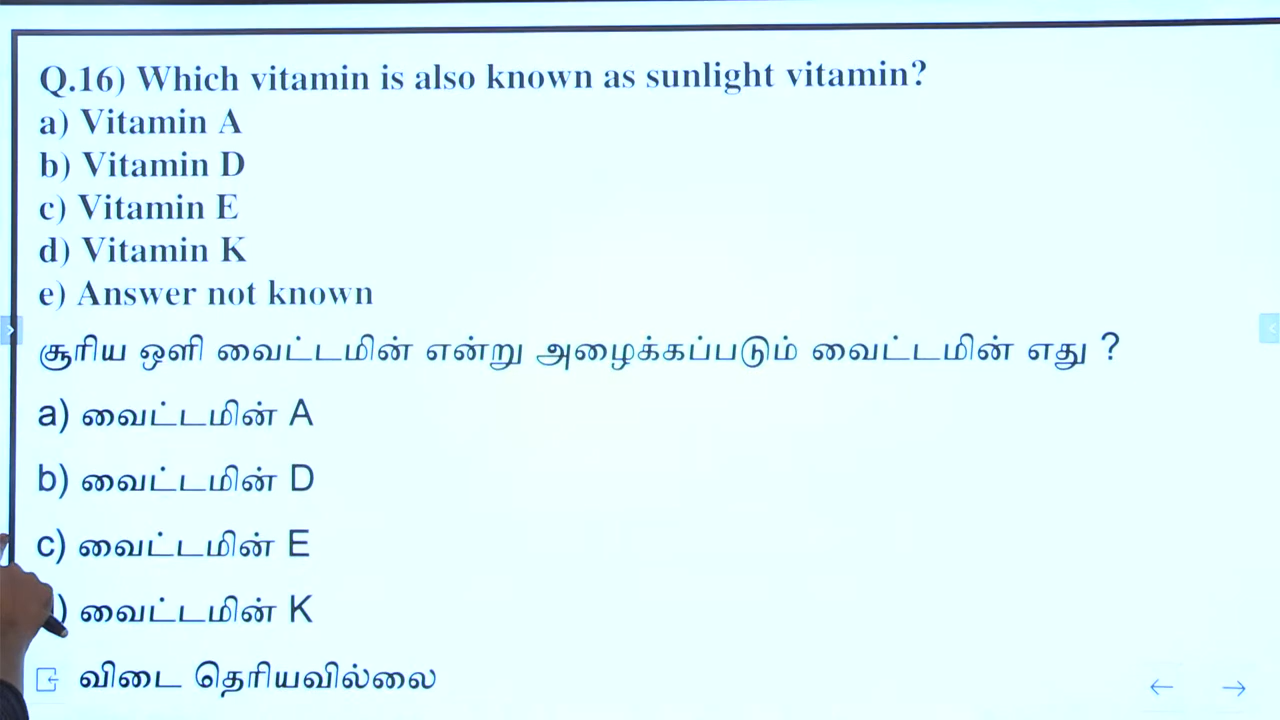 Q.16) Which vitamin is also known as sunlight vitamin?
a) Vitamin A
b) Vitamin D
c) Vitamin E
d) Vitamin K
e) Answer not known
சூரிய ஒளி வைட்டமின் என்று அழைக்கப்படும் வைட்டமின் எது ?
a) வைட்டமின் A
b) வைட்டமின் D
c) வைட்டமின் E
) வைட்டமின் K
விடை தெரியவில்லை